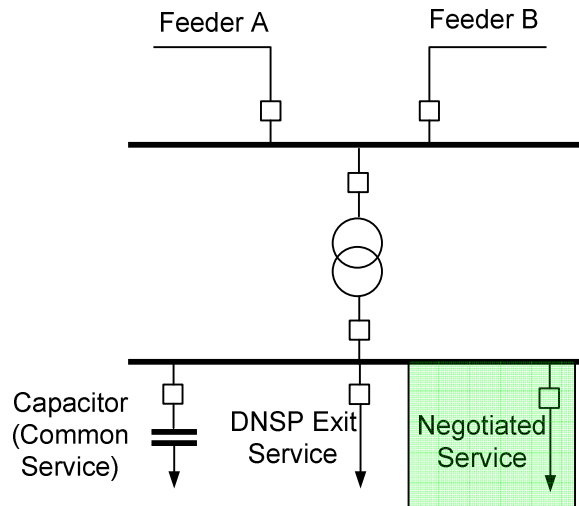 Feeder A
Feeder B
Capacitor
(Common
Service)
DNSP Exit
Service
Negotiated
Service